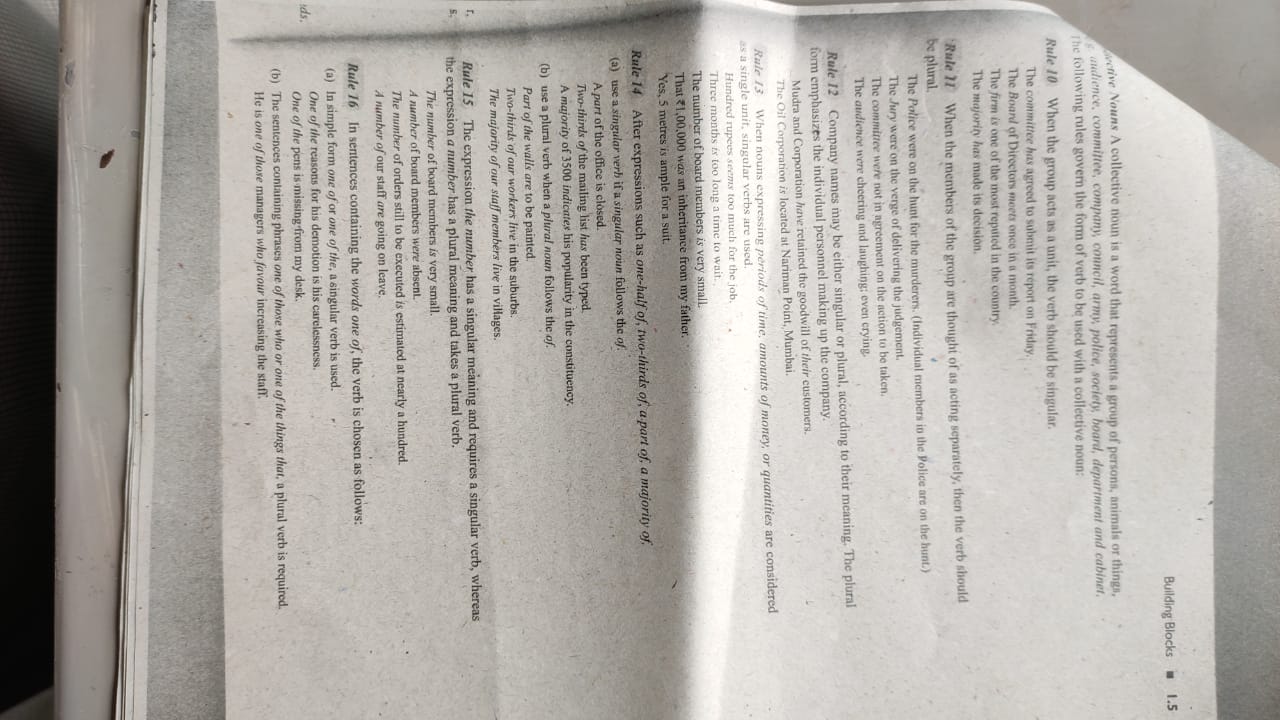 Building Blocks ■ 1.5
ective Nouns A collective noun is a word that represents a group of persons, animals or things,
g. audience, committee, company, council, army, police, society, board, department and cabinet.
The following rules govern the form of verb to be used with a collective noun:
Rule 10 When the group acts as a unit, the verb should be singular.
The committee has agreed to submit its report on Friday.
The Board of Directors meets once in a month.
The firm is one of the most reputed in the country.
The majority has made its decision.
Rule 11 When the members of the group are thought of as acting separately, then the verb should
be plural.
The Police were on the hunt for the murderers. (Individual members in the Police are on the hunt.)
The Jury were on the verge of delivering the judgement.
The committee were not in agreement on the action to be taken.
The audience were cheering and laughing; even crying.
Rule 12 Company names may be either singular or plural, according to their meaning. The plural
form emphasizes the individual personnel making up the company.
Mudra and Corporation have retained the goodwill of their customers.
The Oil Corporation is located at Nariman Point, Mumbai.
Rule 13 When nouns expressing periods of time, amounts of money, or quantities are considered
as a single unit, singular verbs are used.
Hundred rupees seems too much for the job.
Three months is too long a time to wait.
The number of board members is very small.
That ₹1,00,000 was an inheritance from my father.
Yes, 5 metres is ample for a suit.
Rule 14 After expressions such as one-half of, two-thirds of, a part of, a majority of,
(a) use a singular verb if a singular noun follows the of.
A part of the office is closed.
Two-thirds of the mailing list has been typed.
A majority of 3500 indicates his popularity in the constituency.
(b) use a plural verb when a plural noun follows the of.
Part of the walls are to be painted.
Two-thirds of our workers live in the suburbs.
The majority of our staff members live in villages.
r,
Rule 15 The expression the number has a singular meaning and requires a singular verb, whereas
s,
the expression a number has a plural meaning and takes a plural verb.
The number of board members is very small.
A number of board members were absent.
The number of orders still to be executed is estimated at nearly a hundred.
A number of our staff are going on leave.
Rule 16 In sentences containing the words one of, the verb is chosen as follows:
(a) In simple form one of or one of the, a singular verb is used.
One of the reasons for his demotion is his carelessness.
One of the pens is missing from my desk.
ds.
(b) The sentences containing phrases one of those who or one of the things that, a plural verb is required.
He is one of those managers who favour increasing the staff.